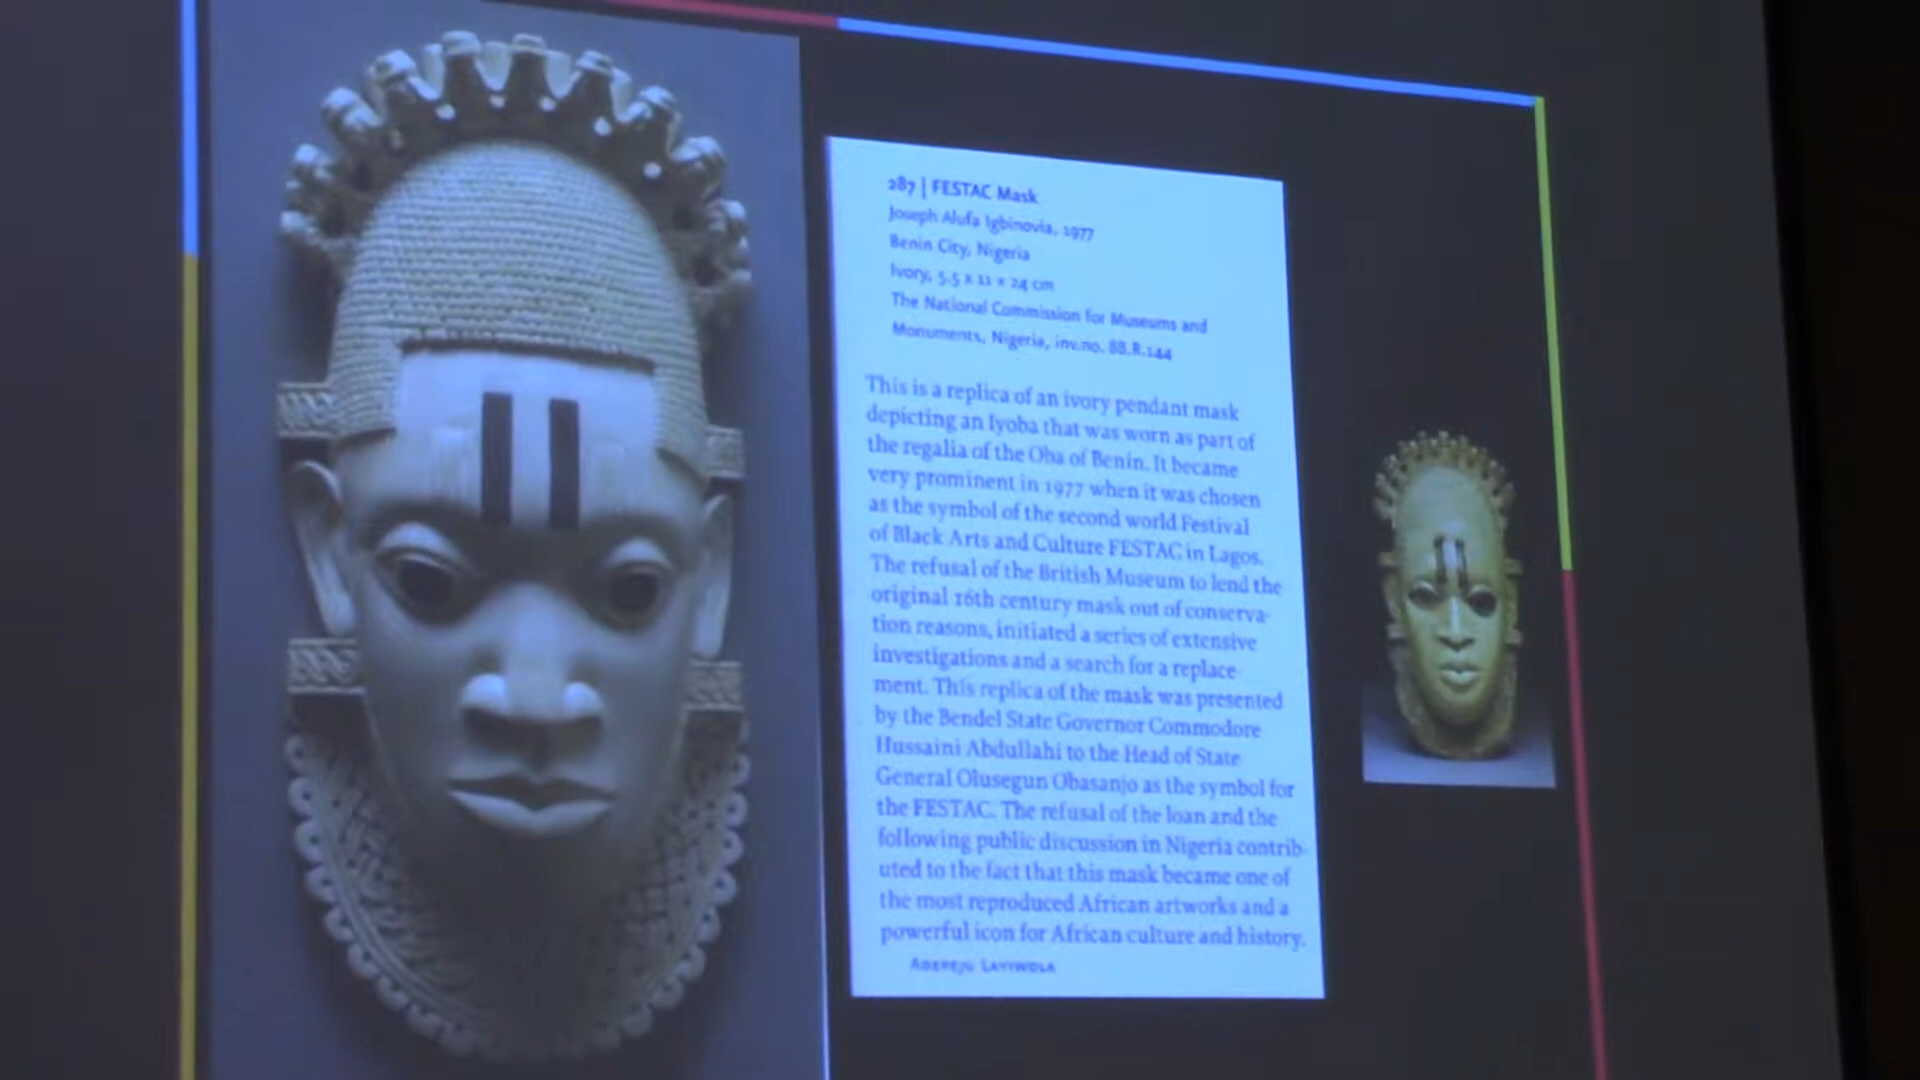 287 | FESTAC Mask
Joseph Alufa Igbinovia, 1977
Benin City, Nigeria
Ivory, 5.5 x 11 x 24 cm
The National Commission for Museums and
Monuments, Nigeria, inv.no. 88.R.144
This is a replica of an ivory pendant mask
depicting an Iyoba that was worn as part of
the regalia of the Oba of Benin. It became
very prominent in 1977 when it was chosen
as the symbol of the second world Festival
of Black Arts and Culture FESTAC in Lagos.
The refusal of the British Museum to lend the
original 16th century mask out of conserva-
tion reasons, initiated a series of extensive
investigations and a search for a replace-
ment. This replica of the mask was presented
by the Bendel State Governor Commodore
Hussaini Abdullahi to the Head of State
General Olusegun Obasanjo as the symbol for
the FESTAC. The refusal of the loan and the
following public discussion in Nigeria contrib-
uted to the fact that this mask became one of
the most reproduced African artworks and a
powerful icon for African culture and history.
Adepeju Layiwola